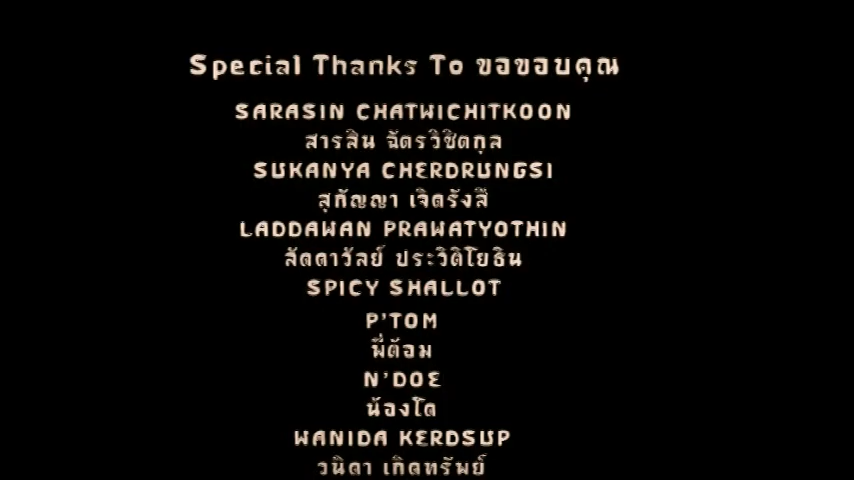 Special Thanks To ขอขอบคุณ
SARASIN CHATWICHITKOON
สารสิน ฉัตรวิชิตกุล
SUKANYA CHERDRUNGSI
สุกัญญา เจิดรังสี
LADDAWAN PRAWATYOTHIN
ลัดดาวัลย์ ประวิติโยธิน
SPICY SHALLOT
P'TOM
พี่ต้อม
N'DOE
น้องโด
WANIDA KERDSUP
วนิดา เกิดทรัพย์